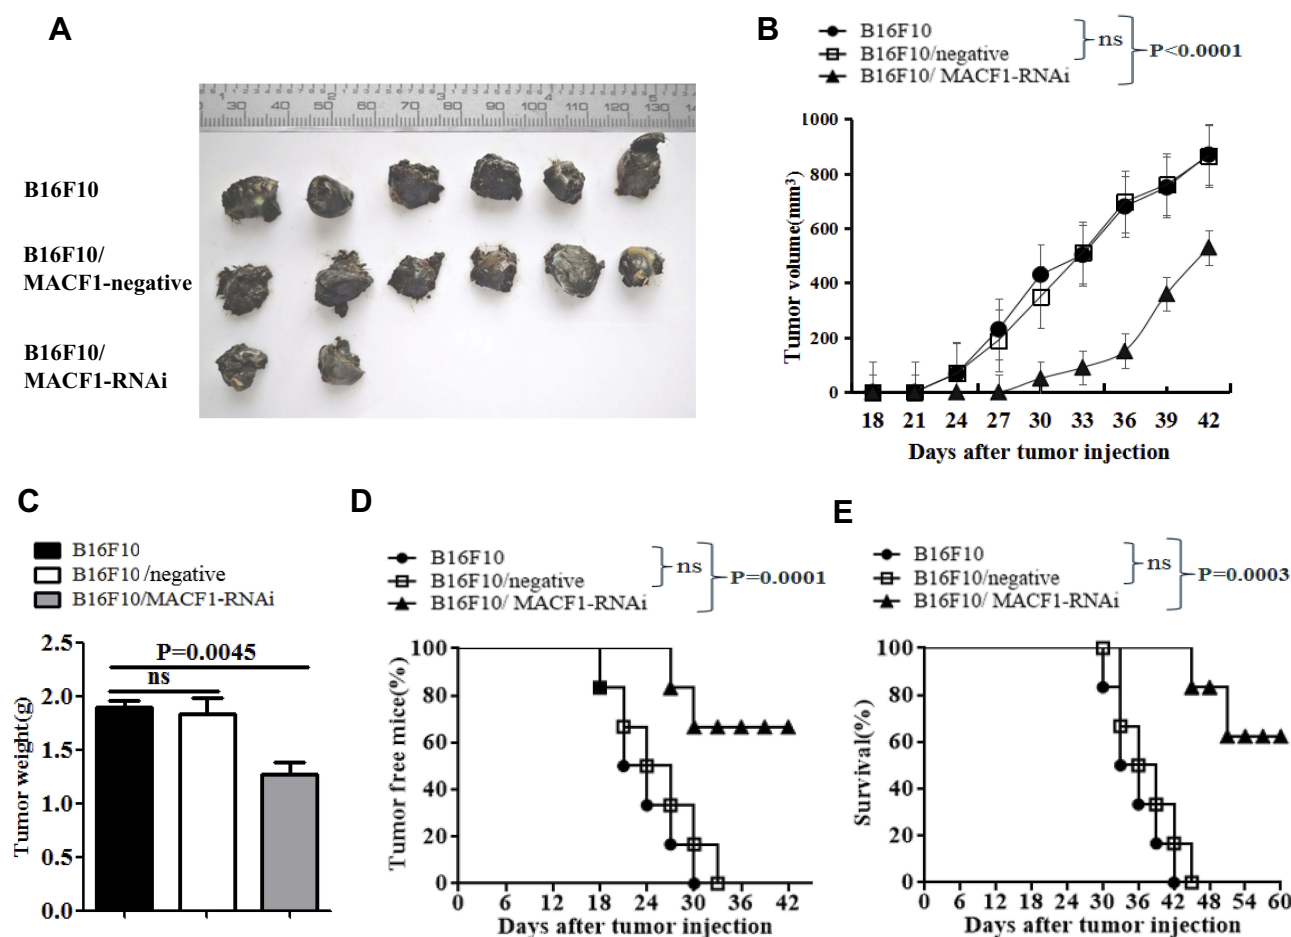 A
30 40 50 60 70 80 90 100 110 120 130
B16F10
B16F10/
MACF1-negative
B16F10/
MACF1-RNAi
B
B16F10
B16F10/negative
B16F10/ MACF1-RNAi
ns
P<0.0001
1000
800
600
400
200
0
Tumor volume(mm³)
18 21 24 27 30 33 36 39 42
Days after tumor injection
C
B16F10
B16F10/negative
B16F10/MACF1-RNAi
P=0.0045
ns
2.5
2.0
1.5
1.0
0.5
0.0
Tumor weight(g)
D
B16F10
B16F10/negative
B16F10/ MACF1-RNAi
ns
P=0.0001
100
80
60
40
20
0
Tumor free mice(%)
0 6 12 18 24 30 36 42
Days after tumor injection
E
B16F10
B16F10/negative
B16F10/ MACF1-RNAi
ns
P=0.0003
100
80
60
40
20
0
Survival(%)
0 6 12 18 24 30 36 42 48 54 60
Days after tumor injection